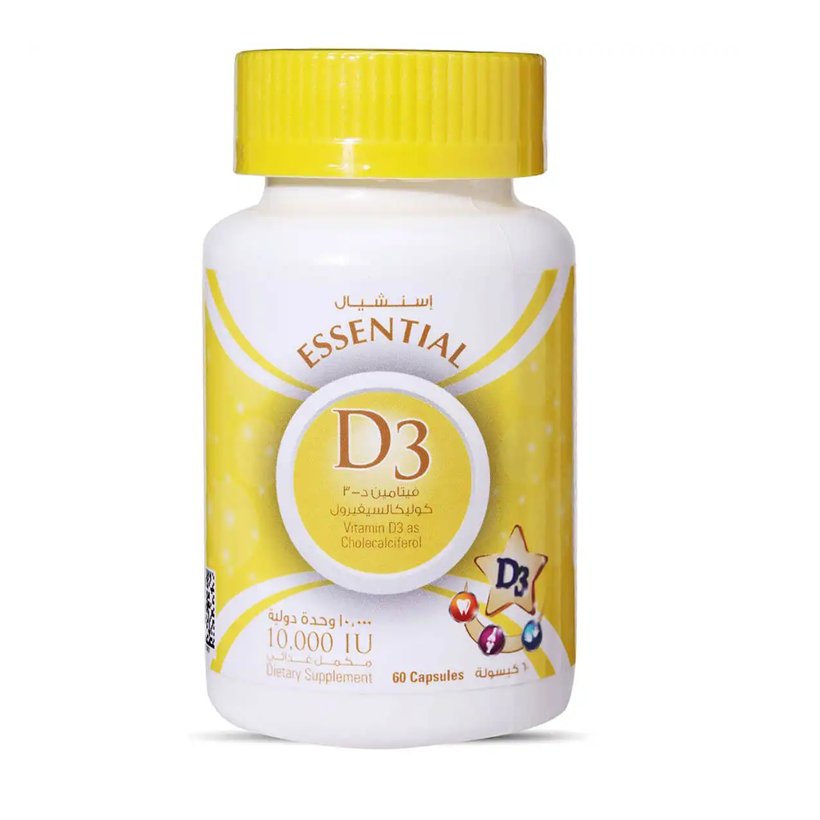 إسنشيال
ESSENTIAL
D3
فيتامين د-٣
كوليكالسيفيرول
Vitamin D3 as
Cholecalciferol
D3
١٠,٠٠٠ وحدة دولية
10,000 IU
مكمل غذائي
Dietary Supplement
60 Capsules
٦٠ كبسولة